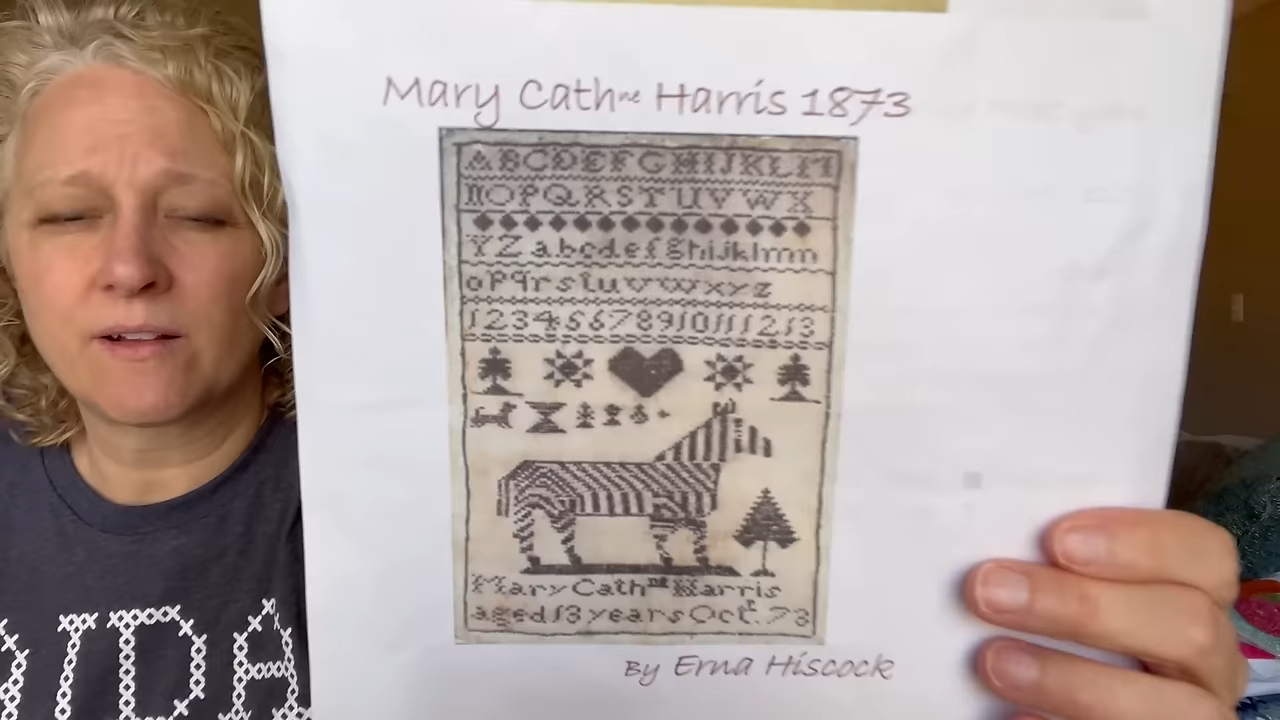 Mary Cathne Harris 1873
ABCDEFGHIJKLM
NOPQRSTUVWX
YZabcdefghijklmn
opqrstuvwxyz
12345678910111213
Mary Cathne Harris
aged 13 years Octr. 73
By Erna Hiscock
AIDA